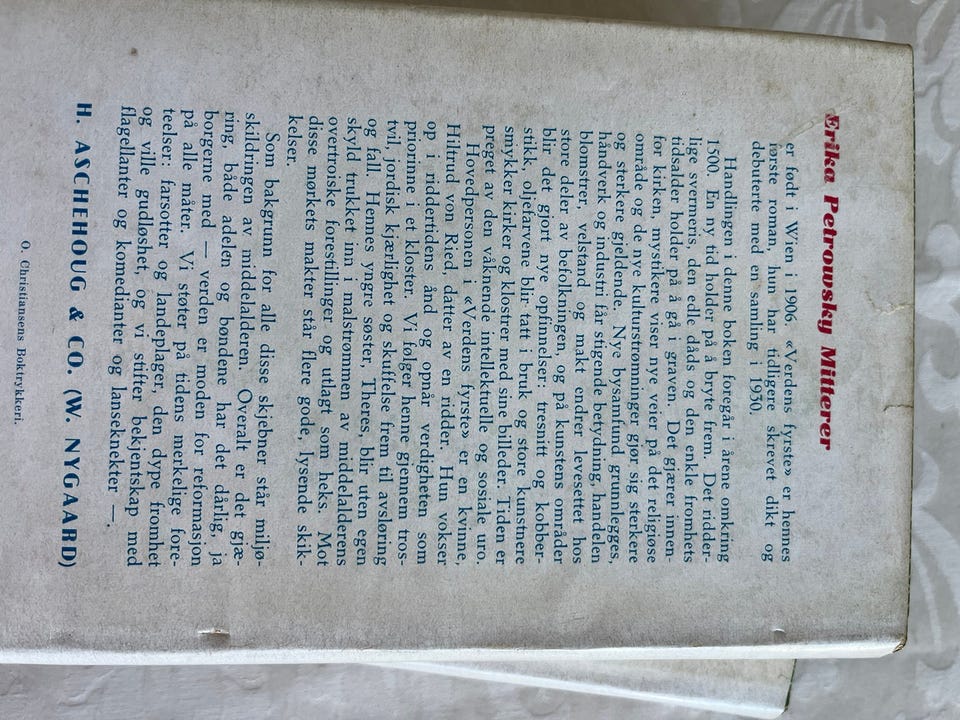 Erika Petrowsky Mitterer
er født i Wien i 1906. «Verdens fyrste» er hennes
første roman, hun har tidligere skrevet dikt og
debuterte med en samling i 1930.
Handlingen i denne boken foregår i årene omkring
1500. En ny tid holder på å bryte frem. Det ridder-
lige svermeris, den edle dåds og den enkle fromhets
tidsalder holder på å gå i graven. Det gjærer innen-
for kirken, mystikere viser nye veier på det religiøse
område og de nye kulturstrømninger gjør sig sterkere
og sterkere gjeldende. Nye bysamfund grunnlegges,
håndverk og industri får stigende betydning, handelen
blomstrer, velstand og makt endrer levesettet hos
store deler av befolkningen, og på kunstens områder
blir det gjort nye opfinnelser; tresnitt og kobber-
stikk, oljefarvene blir tatt i bruk og store kunstnere
smykker kirker og klostrer med sine billeder. Tiden er
preget av den våknende intellektuelle og sosiale uro.
Hovedpersonen i «Verdens fyrste» er en kvinne,
Hiltrud von Ried, datter av en ridder. Hun vokser
op, i riddertidens ånd og opnår verdigheten som
priorinne i et kloster. Vi følger henne gjennem tros-
tvil, jordisk kjærlighet og skuffelse frem til avsløring
og fall. Hennes yngre søster, Theres, blir uten egen
skyld trukket inn i malstrømmen av middelalderens
overtroiske forestillinger og utlagt som heks. Mot
disse mørkets makter står flere gode, lysende skik-
kelser.
Som bakgrunn for alle disse skjebner står miljø-
skildringen av middelalderen. Overalt er det gjæ-
ring, både adelen og bøndene har det dårlig, ja
borgerne med — verden er moden for reformasjon
på alle måter. Vi støter på tidens merkelige fore-
teelser: farsotter og landeplager, den dype fromhet
og ville gudløshet, og vi stifter bekjentskap med
flagellanter og komedianter og lanseknekter —.
H. ASCHEHOUG & CO. (W. NYGAARD)
O. Christiansens Boktrykkeri.